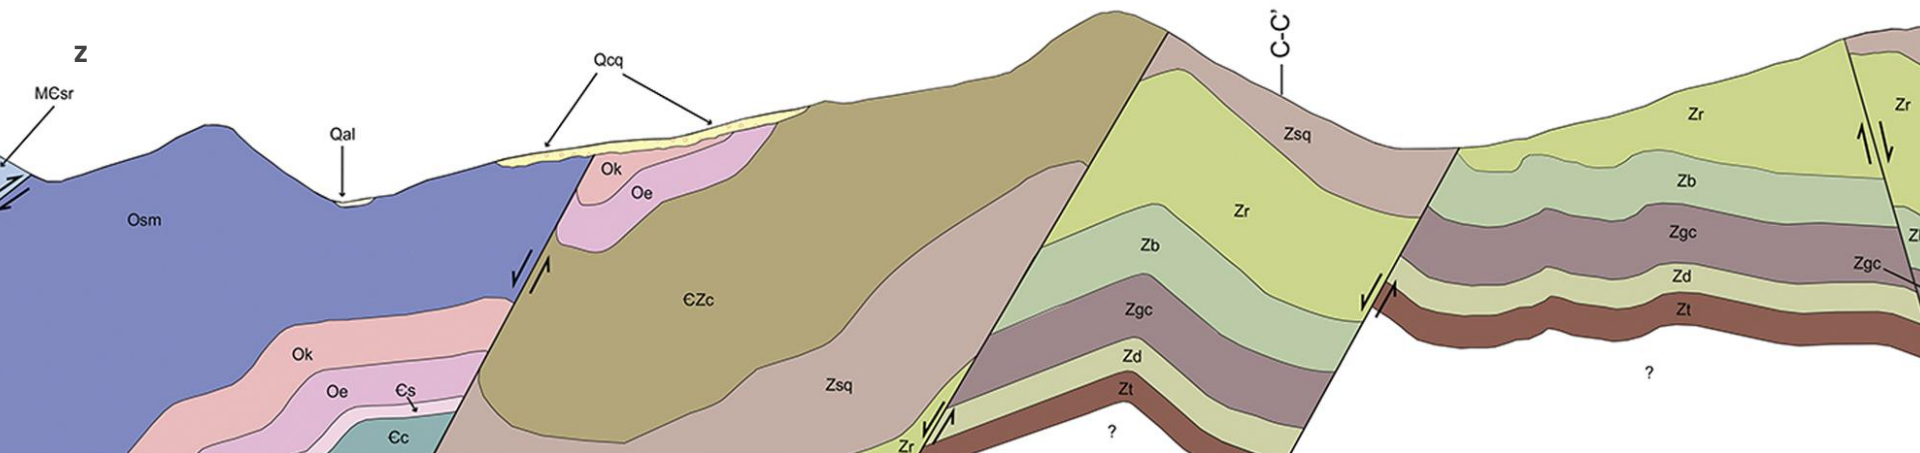 z
MЄsr
Qal
Qcq
C-C'
Osm
Ok
Oe
Єs
Єc
Ok
Oe
ЄZc
Zsq
Zr
Zsq
Zr
Zb
Zgc
Zd
Zt
?
Zr
Zb
Zgc
Zd
Zt
?
Zr
Zgc